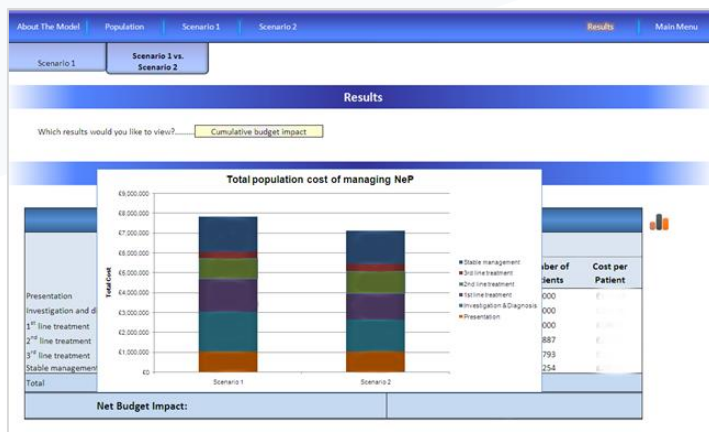 About The Model Population Scenario 1 Scenario 2 Results Main Menu
Scenario 1
Scenario 1 vs.
Scenario 2
Results
Which results would you like to view?......... Cumulative budget impact
Total population cost of managing NeP
£9,000,000
£8,000,000
£7,000,000
£6,000,000
£5,000,000
£4,000,000
£3,000,000
£2,000,000
£1,000,000
£0
Total Cost
Scenario 1 Scenario 2
Stable management
3rd line treatment
2nd line treatment
1st line treatment
Investigation & Diagnosis
Presentation
Cost per
Patient
Presentation 000
Investigation and d 000
1st line treatment 000
2nd line treatment 887
3rd line treatment 793
Stable management 254
Total
Net Budget Impact: